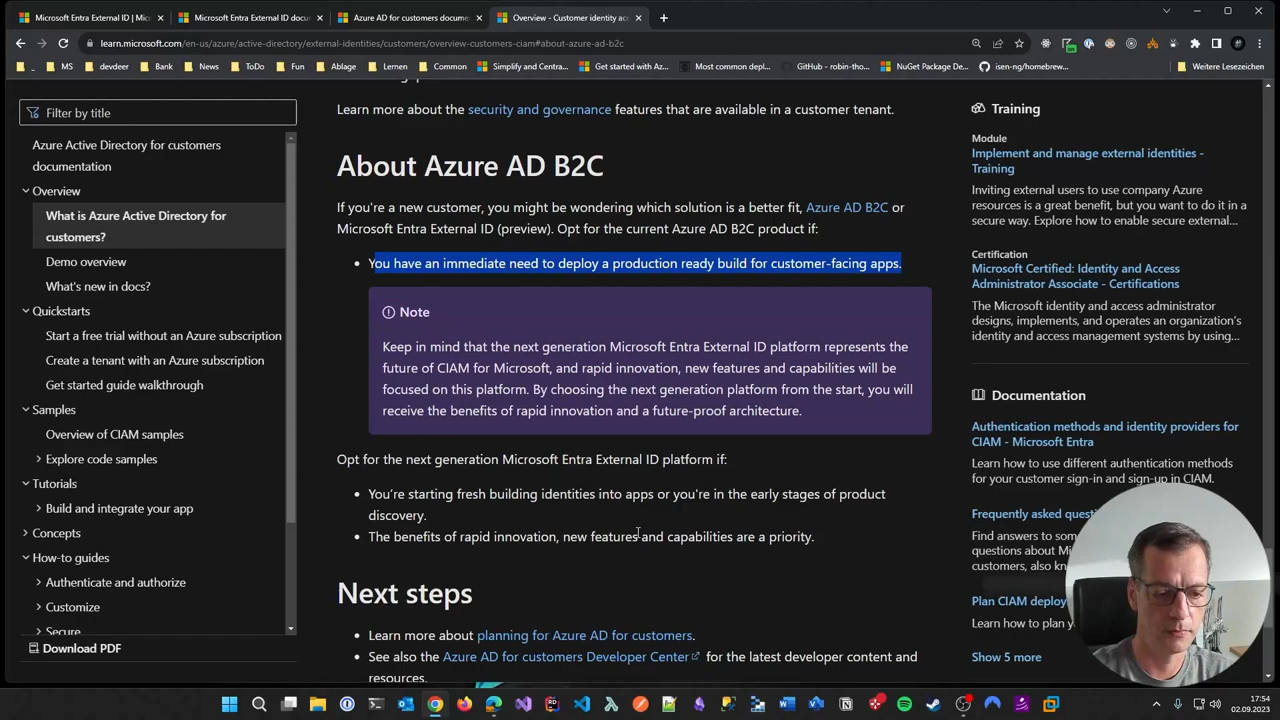 Microsoft Entra External ID | Mic
Microsoft Entra External ID docu
Azure AD for customers docume
Overview - Customer identity acc
learn.microsoft.com/en-us/azure/active-directory/external-identities/customers/overview-customers-ciam#about-azure-ad-b2c
_ MS devdeer Bank News ToDo Fun Ablage Lernen Common Simplify and Centra... Get started with Az... Most common depl... GitHub - robin-tho... NuGet Package De... isen-ng/homebrew... Weitere Lesezeichen
Filter by title
Azure Active Directory for customers
documentation
Overview
What is Azure Active Directory for
customers?
Demo overview
What's new in docs?
Quickstarts
Start a free trial without an Azure subscription
Create a tenant with an Azure subscription
Get started guide walkthrough
Samples
Overview of CIAM samples
Explore code samples
Tutorials
Build and integrate your app
Concepts
How-to guides
Authenticate and authorize
Customize
Secure
Download PDF
Learn more about the security and governance features that are available in a customer tenant.
About Azure AD B2C
If you're a new customer, you might be wondering which solution is a better fit, Azure AD B2C or
Microsoft Entra External ID (preview). Opt for the current Azure AD B2C product if:
You have an immediate need to deploy a production ready build for customer-facing apps.
Note
Keep in mind that the next generation Microsoft Entra External ID platform represents the
future of CIAM for Microsoft, and rapid innovation, new features and capabilities will be
focused on this platform. By choosing the next generation platform from the start, you will
receive the benefits of rapid innovation and a future-proof architecture.
Opt for the next generation Microsoft Entra External ID platform if:
You're starting fresh building identities into apps or you're in the early stages of product
discovery.
The benefits of rapid innovation, new features and capabilities are a priority.
Next steps
Learn more about planning for Azure AD for customers.
See also the Azure AD for customers Developer Center for the latest developer content and
resources.
Training
Module
Implement and manage external identities -
Training
Inviting external users to use company Azure
resources is a great benefit, but you want to do it in a
secure way. Explore how to enable secure external...
Certification
Microsoft Certified: Identity and Access
Administrator Associate - Certifications
The Microsoft identity and access administrator
designs, implements, and operates an organization's
identity and access management systems by using...
Documentation
Authentication methods and identity providers for
CIAM - Microsoft Entra
Learn how to use different authentication methods
for your customer sign-in and sign-up in CIAM.
Frequently asked questi
Find answers to som
questions about Mi
customers, also kn
Plan CIAM deploy
Learn how to plan y
Show 5 more
17:54
02.09.2023